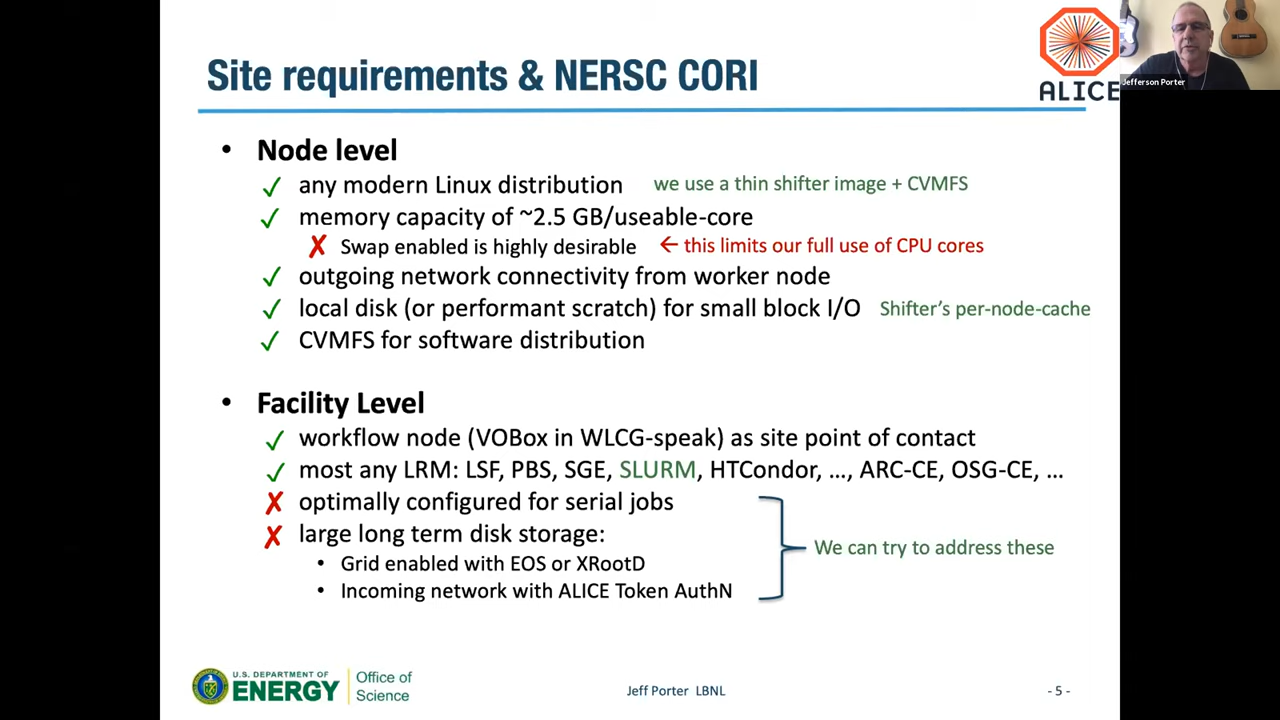 Site requirements & NERSC CORI
ALICE
Jefferson Porter
• Node level
✓ any modern Linux distribution we use a thin shifter image + CVMFS
✓ memory capacity of ~2.5 GB/useable-core
✗ Swap enabled is highly desirable ← this limits our full use of CPU cores
✓ outgoing network connectivity from worker node
✓ local disk (or performant scratch) for small block I/O Shifter's per-node-cache
✓ CVMFS for software distribution
• Facility Level
✓ workflow node (VOBox in WLCG-speak) as site point of contact
✓ most any LRM: LSF, PBS, SGE, SLURM, HTCondor, …, ARC-CE, OSG-CE, …
✗ optimally configured for serial jobs
✗ large long term disk storage:
We can try to address these
• Grid enabled with EOS or XRootD
• Incoming network with ALICE Token AuthN
U.S. DEPARTMENT OF
ENERGY
Office of
Science
Jeff Porter LBNL
- 5 -